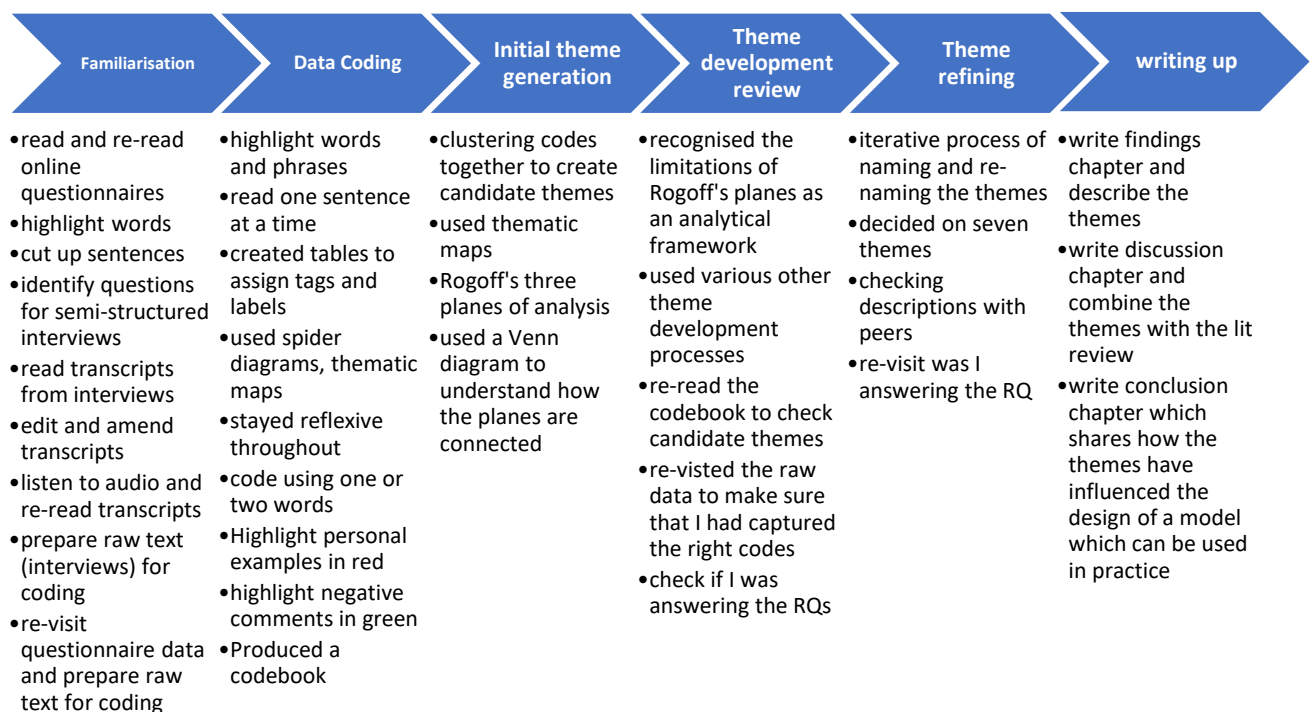 Familiarisation
•read and re-read
online
questionnaires
•highlight words
•cut up sentences
•identify questions
for semi-structured
interviews
•read transcripts
from interviews
•edit and amend
transcripts
•listen to audio and
re-read transcripts
•prepare raw text
(interviews) for
coding
•re-visit
questionnaire data
and prepare raw
text for coding
Data Coding
•highlight words
and phrases
•read one sentence
at a time
•created tables to
assign tags and
labels
•used spider
diagrams, thematic
maps
•stayed reflexive
throughout
•code using one or
two words
•Highlight personal
examples in red
•highlight negative
comments in green
•Produced a
codebook
Initial theme
generation
•clustering codes
together to create
candidate themes
•used thematic
maps
•Rogoff's three
planes of analysis
•used a Venn
diagram to
understand how
the planes are
connected
Theme
development
review
•recognised the
limitations of
Rogoff's planes as
an analytical
framework
•used various other
theme
development
processes
•re-read the
codebook to check
candidate themes
•re-visted the raw
data to make sure
that I had captured
the right codes
•check if I was
answering the RQs
Theme
refining
•iterative process of
naming and re-
naming the themes
•decided on seven
themes
•checking
descriptions with
peers
•re-visit was I
answering the RQ
writing up
•write findings
chapter and
describe the
themes
•write discussion
chapter and
combine the
themes with the lit
review
•write conclusion
chapter which
shares how the
themes have
influenced the
design of a model
which can be used
in practice